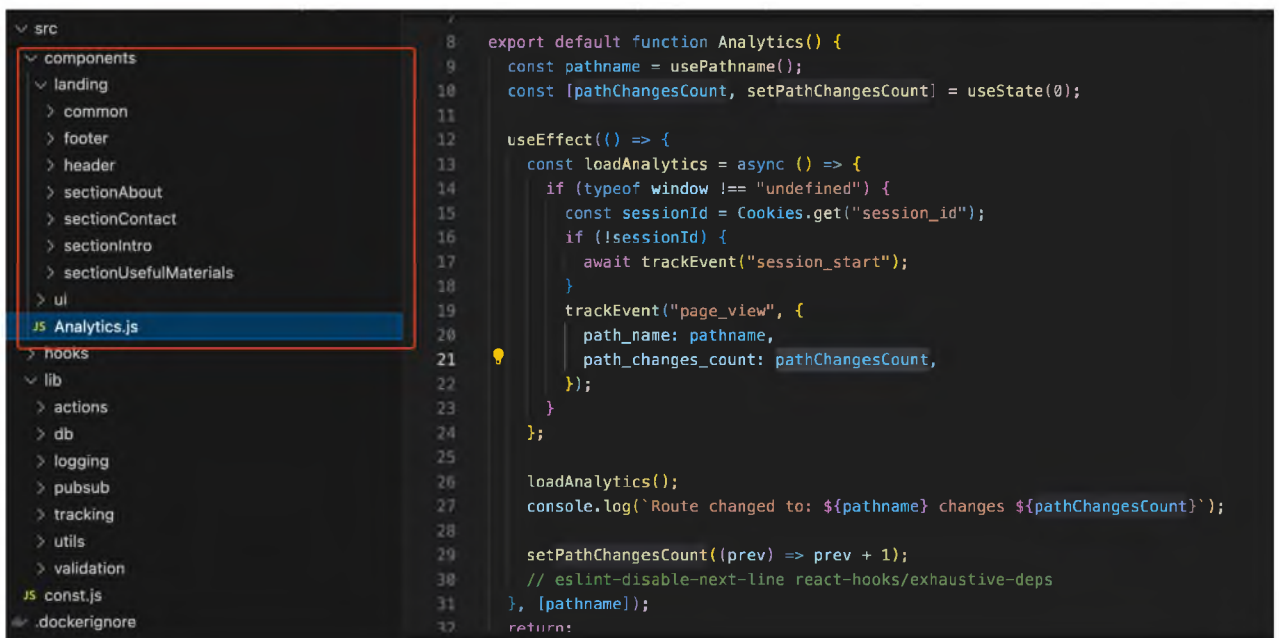 src
components
landing
common
footer
header
sectionAbout
sectionContact
sectionIntro
sectionUsefulMaterials
ui
JS Analytics.js
hooks
lib
actions
db
logging
pubsub
tracking
utils
validation
JS const.js
.dockerignore
7
8 export default function Analytics() {
9 const pathname = usePathname();
10 const [pathChangesCount, setPathChangesCount] = useState(0);
11
12 useEffect(() => {
13 const loadAnalytics = async () => {
14 if (typeof window !== "undefined") {
15 const sessionId = Cookies.get("session_id");
16 if (!sessionId) {
17 await trackEvent("session_start");
18 }
19 trackEvent("page_view", {
20 path_name: pathname,
21 path_changes_count: pathChangesCount,
22 });
23 }
24 };
25
26 loadAnalytics();
27 console.log(`Route changed to: ${pathname} changes ${pathChangesCount}`);
28
29 setPathChangesCount((prev) => prev + 1);
30 // eslint-disable-next-line react-hooks/exhaustive-deps
31 }, [pathname]);
32 return;